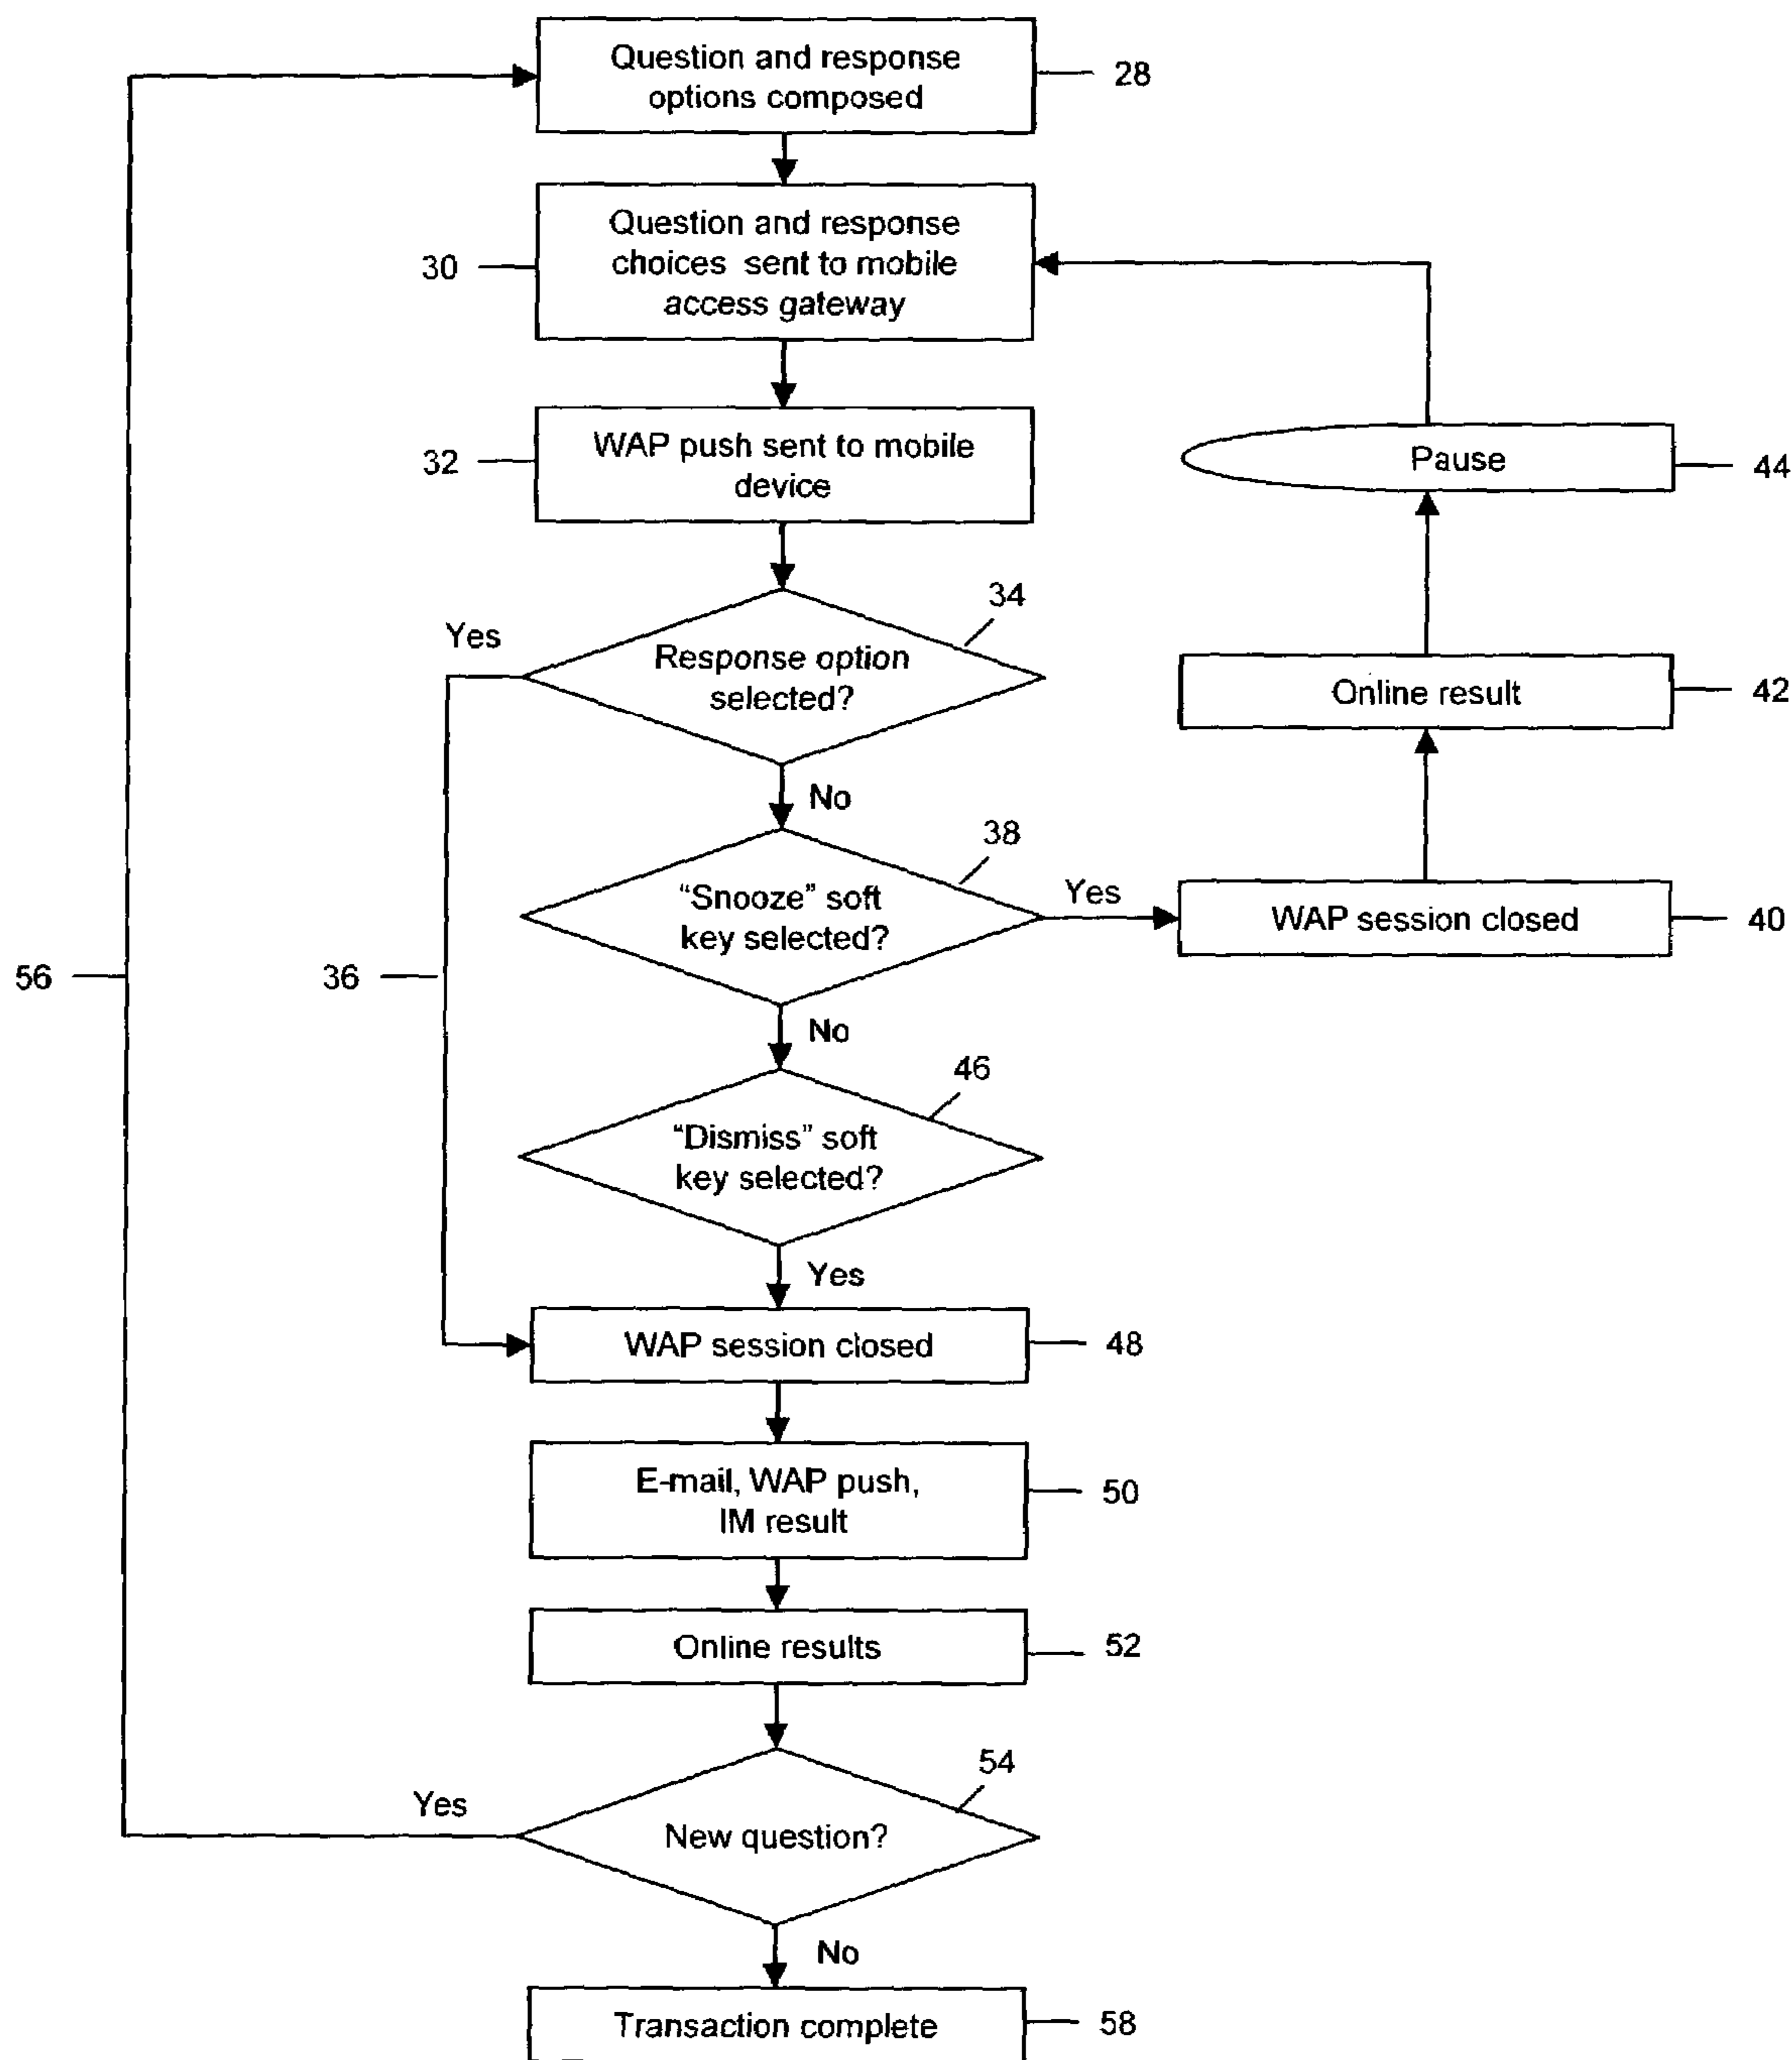 Question and response
options composed
28
Question and response
choices sent to mobile
access gateway
30
WAP push sent to mobile
device
32
Pause
44
34
Yes
Response option
selected?
Online result
42
No
38
"Snooze" soft
key selected?
Yes
WAP session closed
40
56
36
No
46
“Dismiss” soft
key selected?
Yes
WAP session closed
48
E-mail, WAP push,
IM result
50
Online results
52
54
Yes
New question?
No
Transaction complete
58